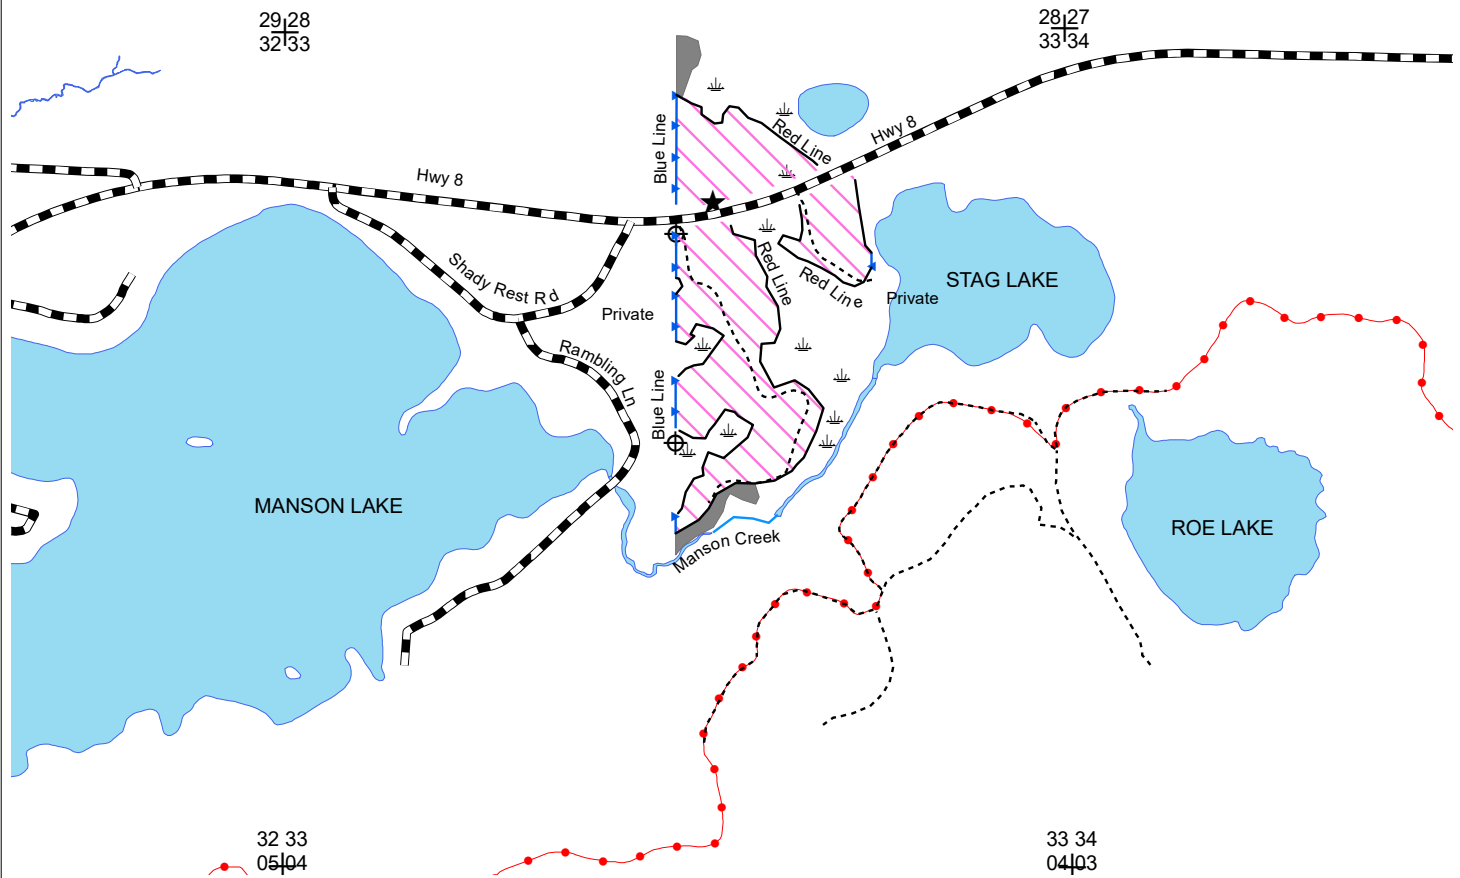 29 28
32 33
28 27
33 34
Blue Line
Red Line
Hwy 8
Hwy 8
Shady Rest Rd
Red Line
Red Line
STAG LAKE
Private
Private
Rambling Ln
Blue Line
MANSON LAKE
ROE LAKE
Manson Creek
32 33
05 04
33 34
04 03